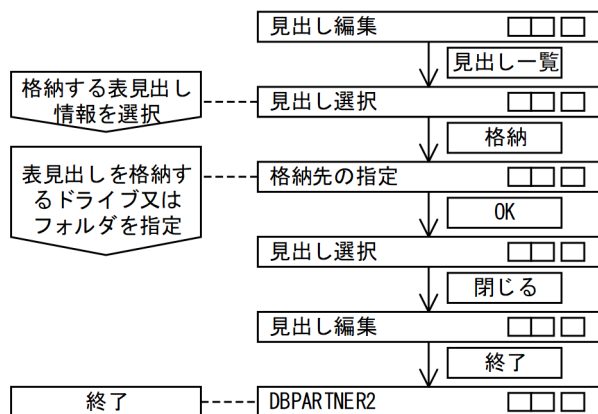 見出し編集
見出し一覧
格納する表見出し
情報を選択
見出し選択
格納
表見出しを格納す
るドライブ又は
フォルダを指定
格納先の指定
OK
見出し選択
閉じる
見出し編集
終了
終了
DBPARTNER2